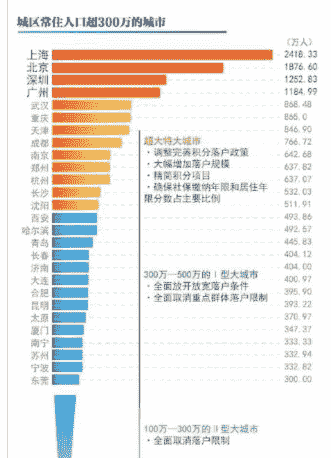 城区常住人口超300万的城市
(万人)
上海 2418.33
北京 1876.60
深圳 1252.83
广州 1184.99
武汉 868.48
重庆 866.0
天津 846.90
成都 766.72
南京 642.68
郑州 637.82
杭州 637.07
长沙 532.03
沈阳 511.91
西安 493.86
哈尔滨 492.57
青岛 445.83
长春 404.12
济南 404.00
大连 400.97
合肥 395.90
昆明 393.22
太原 370.97
厦门 347.37
南宁 333.33
苏州 332.94
宁波 332.82
东莞 300.00
超大特大城市
· 调整完善积分落户政策
· 大幅增加落户规模
· 精简积分项目
· 确保社保缴纳年限和居住年
限分数占主要比例
300万—500万的Ⅰ型大城市
· 全面放开放宽落户条件
· 全面取消重点群体落户限制
100万—300万的Ⅱ型大城市
· 全面取消落户限制